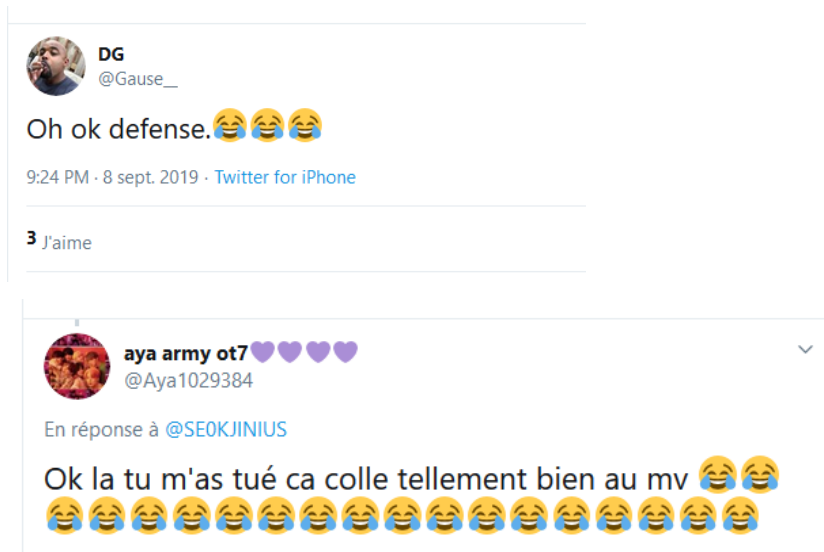 DG
@Gause__
Oh ok defense.😂😂😂
9:24 PM · 8 sept. 2019 · Twitter for iPhone
3 J'aime
aya army ot7💜💜💜💜
@Aya1029384
En réponse à @SE0KJINIUS
Ok la tu m'as tué ca colle tellement bien au mv 😂😂
😂😂😂😂😂😂😂😂😂😂😂😂😂😂😂😂😂